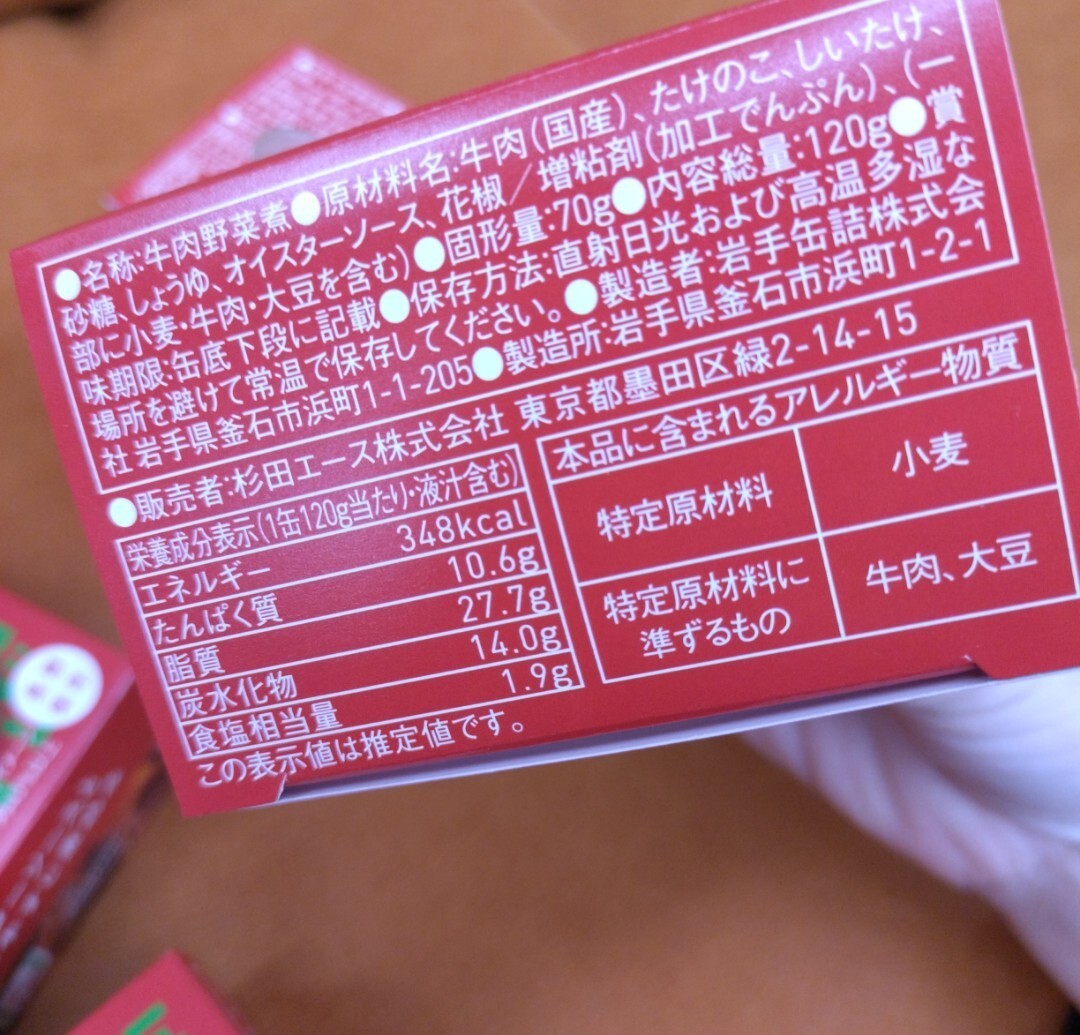 ●名称:牛肉野菜煮●原材料名:牛肉(国産)、たけのこ、しいたけ、
砂糖、しょうゆ、オイスターソース、花椒／増粘剤(加工でんぷん)、(一
部に小麦・牛肉・大豆を含む)●固形量:70g●内容総量:120g●賞
味期限:缶底下段に記載●保存方法:直射日光および高温多湿な
場所を避けて常温で保存してください。●製造者:岩手缶詰株式会
社 岩手県釜石市浜町1-1-205●製造所:岩手県釜石市浜町1-2-1
●販売者:杉田エース株式会社 東京都墨田区緑2-14-15
栄養成分表示(1缶120g当たり・液汁含む)
エネルギー 348kcal
たんぱく質 10.6g
脂質 27.7g
炭水化物 14.0g
食塩相当量 1.9g
この表示値は推定値です。
本品に含まれるアレルギー物質
特定原材料 小麦
特定原材料に
準ずるもの
牛肉、大豆